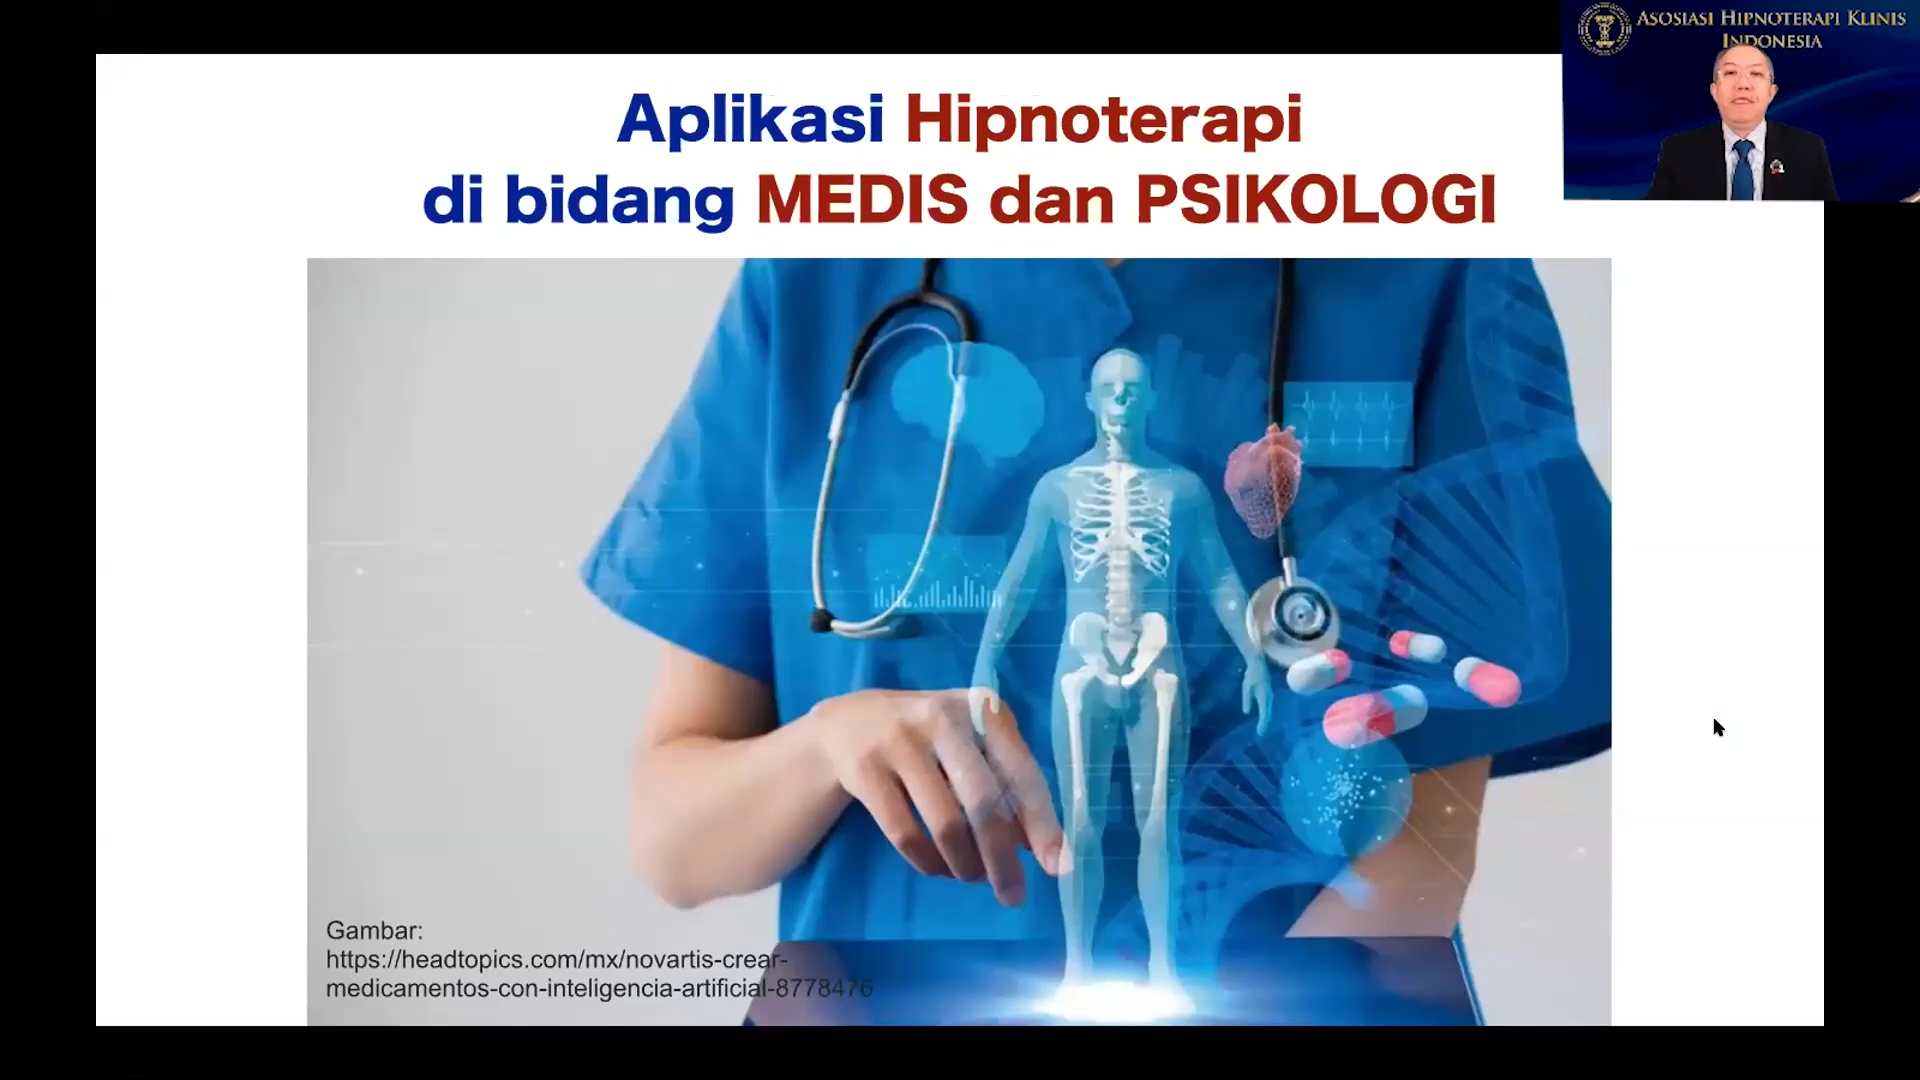 Aplikasi Hipnoterapi
di bidang MEDIS dan PSIKOLOGI
ASOSIASI HIPNOTERAPI KLINIS
INDONESIA
Gambar:
https://headtopics.com/mx/novartis-crear-
medicamentos-con-inteligencia-artificial-8778476